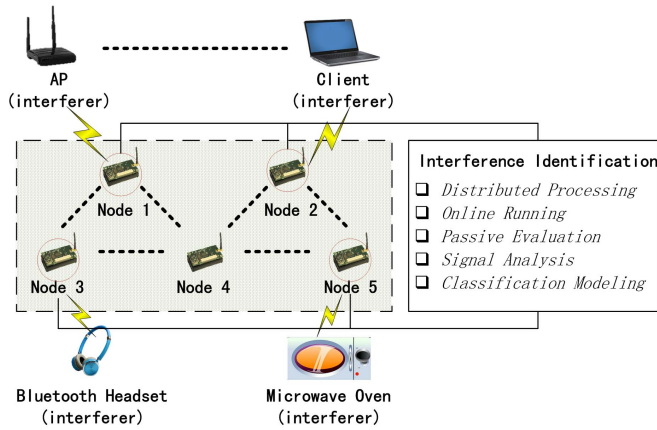 AP
(interferer)
Client
(interferer)
Node 1
Node 2
Node 3
Node 4
Node 5
Interference Identification
Distributed Processing
Online Running
Passive Evaluation
Signal Analysis
Classification Modeling
Bluetooth Headset
(interferer)
Microwave Oven
(interferer)